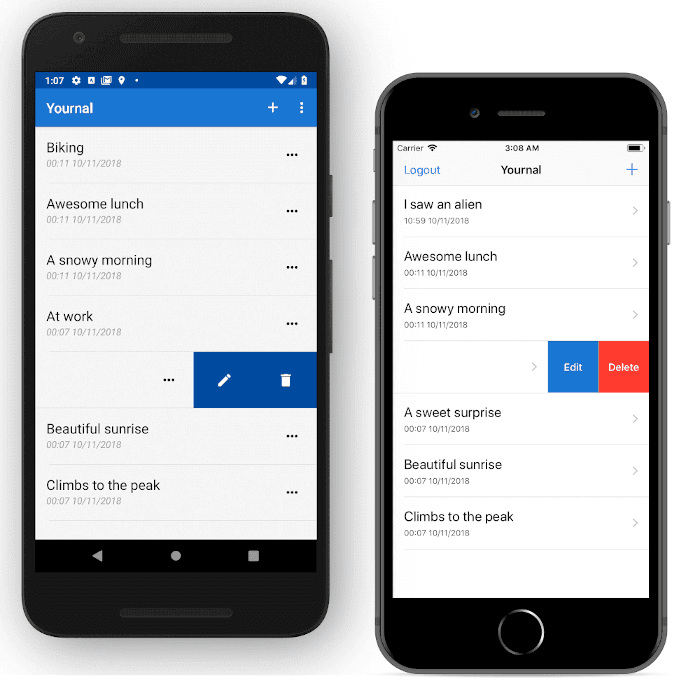 1:07
Yournal
Biking
00:11 10/11/2018
Awesome lunch
00:11 10/11/2018
A snowy morning
00:11 10/11/2018
At work
00:07 10/11/2018
Beautiful sunrise
00:07 10/11/2018
Climbs to the peak
00:07 10/11/2018
Carrier 3:08 AM
Logout Yournal
I saw an alien
10:59 10/11/2018
Awesome lunch
00:11 10/11/2018
A snowy morning
00:11 10/11/2018
Edit Delete
A sweet surprise
00:07 10/11/2018
Beautiful sunrise
00:07 10/11/2018
Climbs to the peak
00:07 10/11/2018